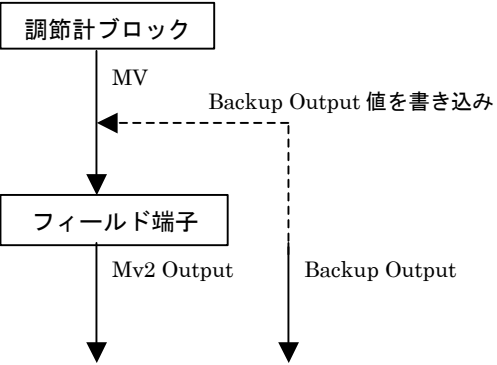 調節計ブロック
MV
Backup Output 値を書き込み
フィールド端子
Mv2 Output
Backup Output